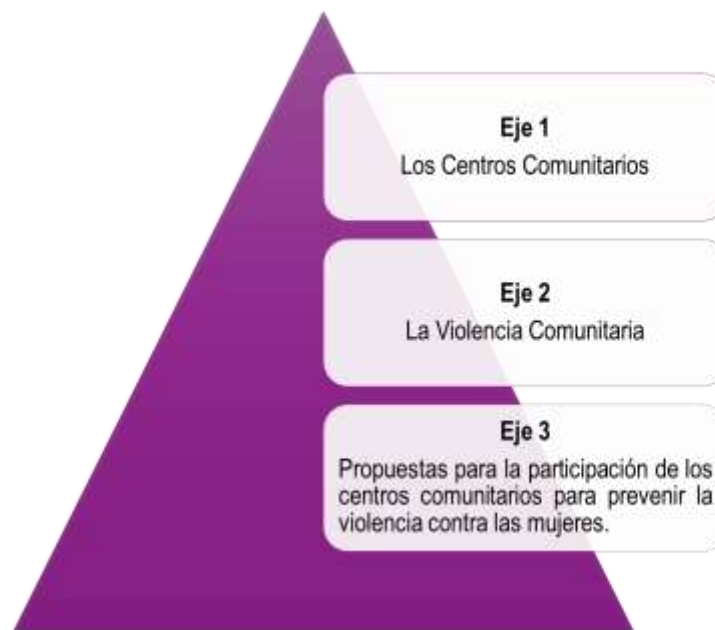 Eje 1
Los Centros Comunitarios
Eje 2
La Violencia Comunitaria
Eje 3
Propuestas para la participación de los
centros comunitarios para prevenir la
violencia contra las mujeres.